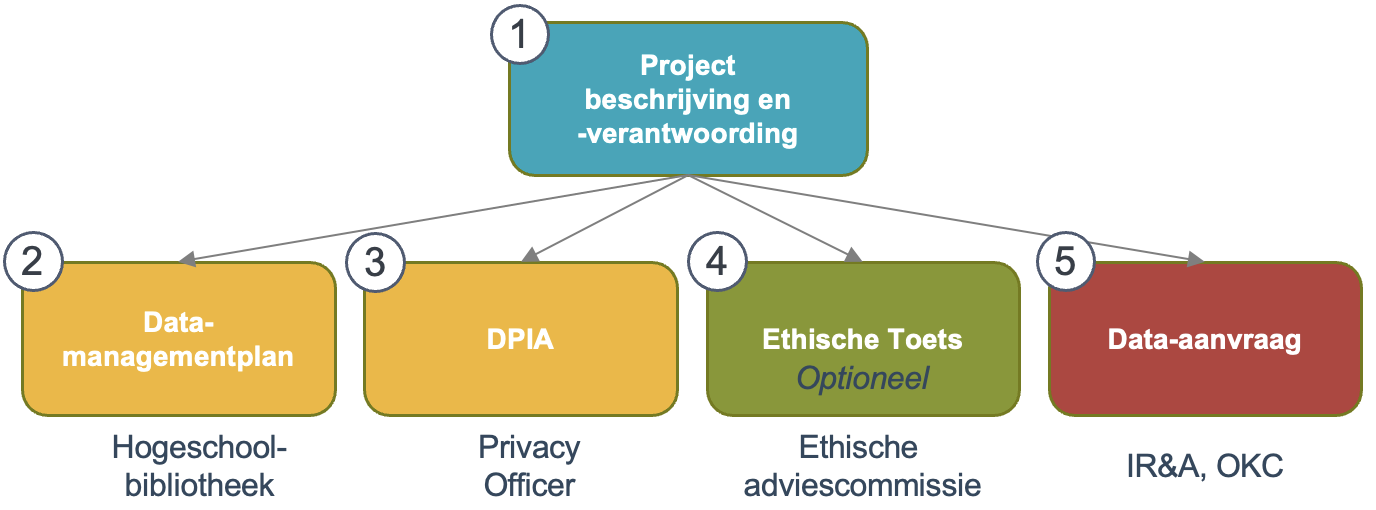 1
Project
beschrijving en
-verantwoording
2
Data-
managementplan
Hogeschool-
bibliotheek
3
DPIA
Privacy
Officer
4
Ethische Toets
Optioneel
Ethische
adviescommissie
5
Data-aanvraag
IR&A, OKC